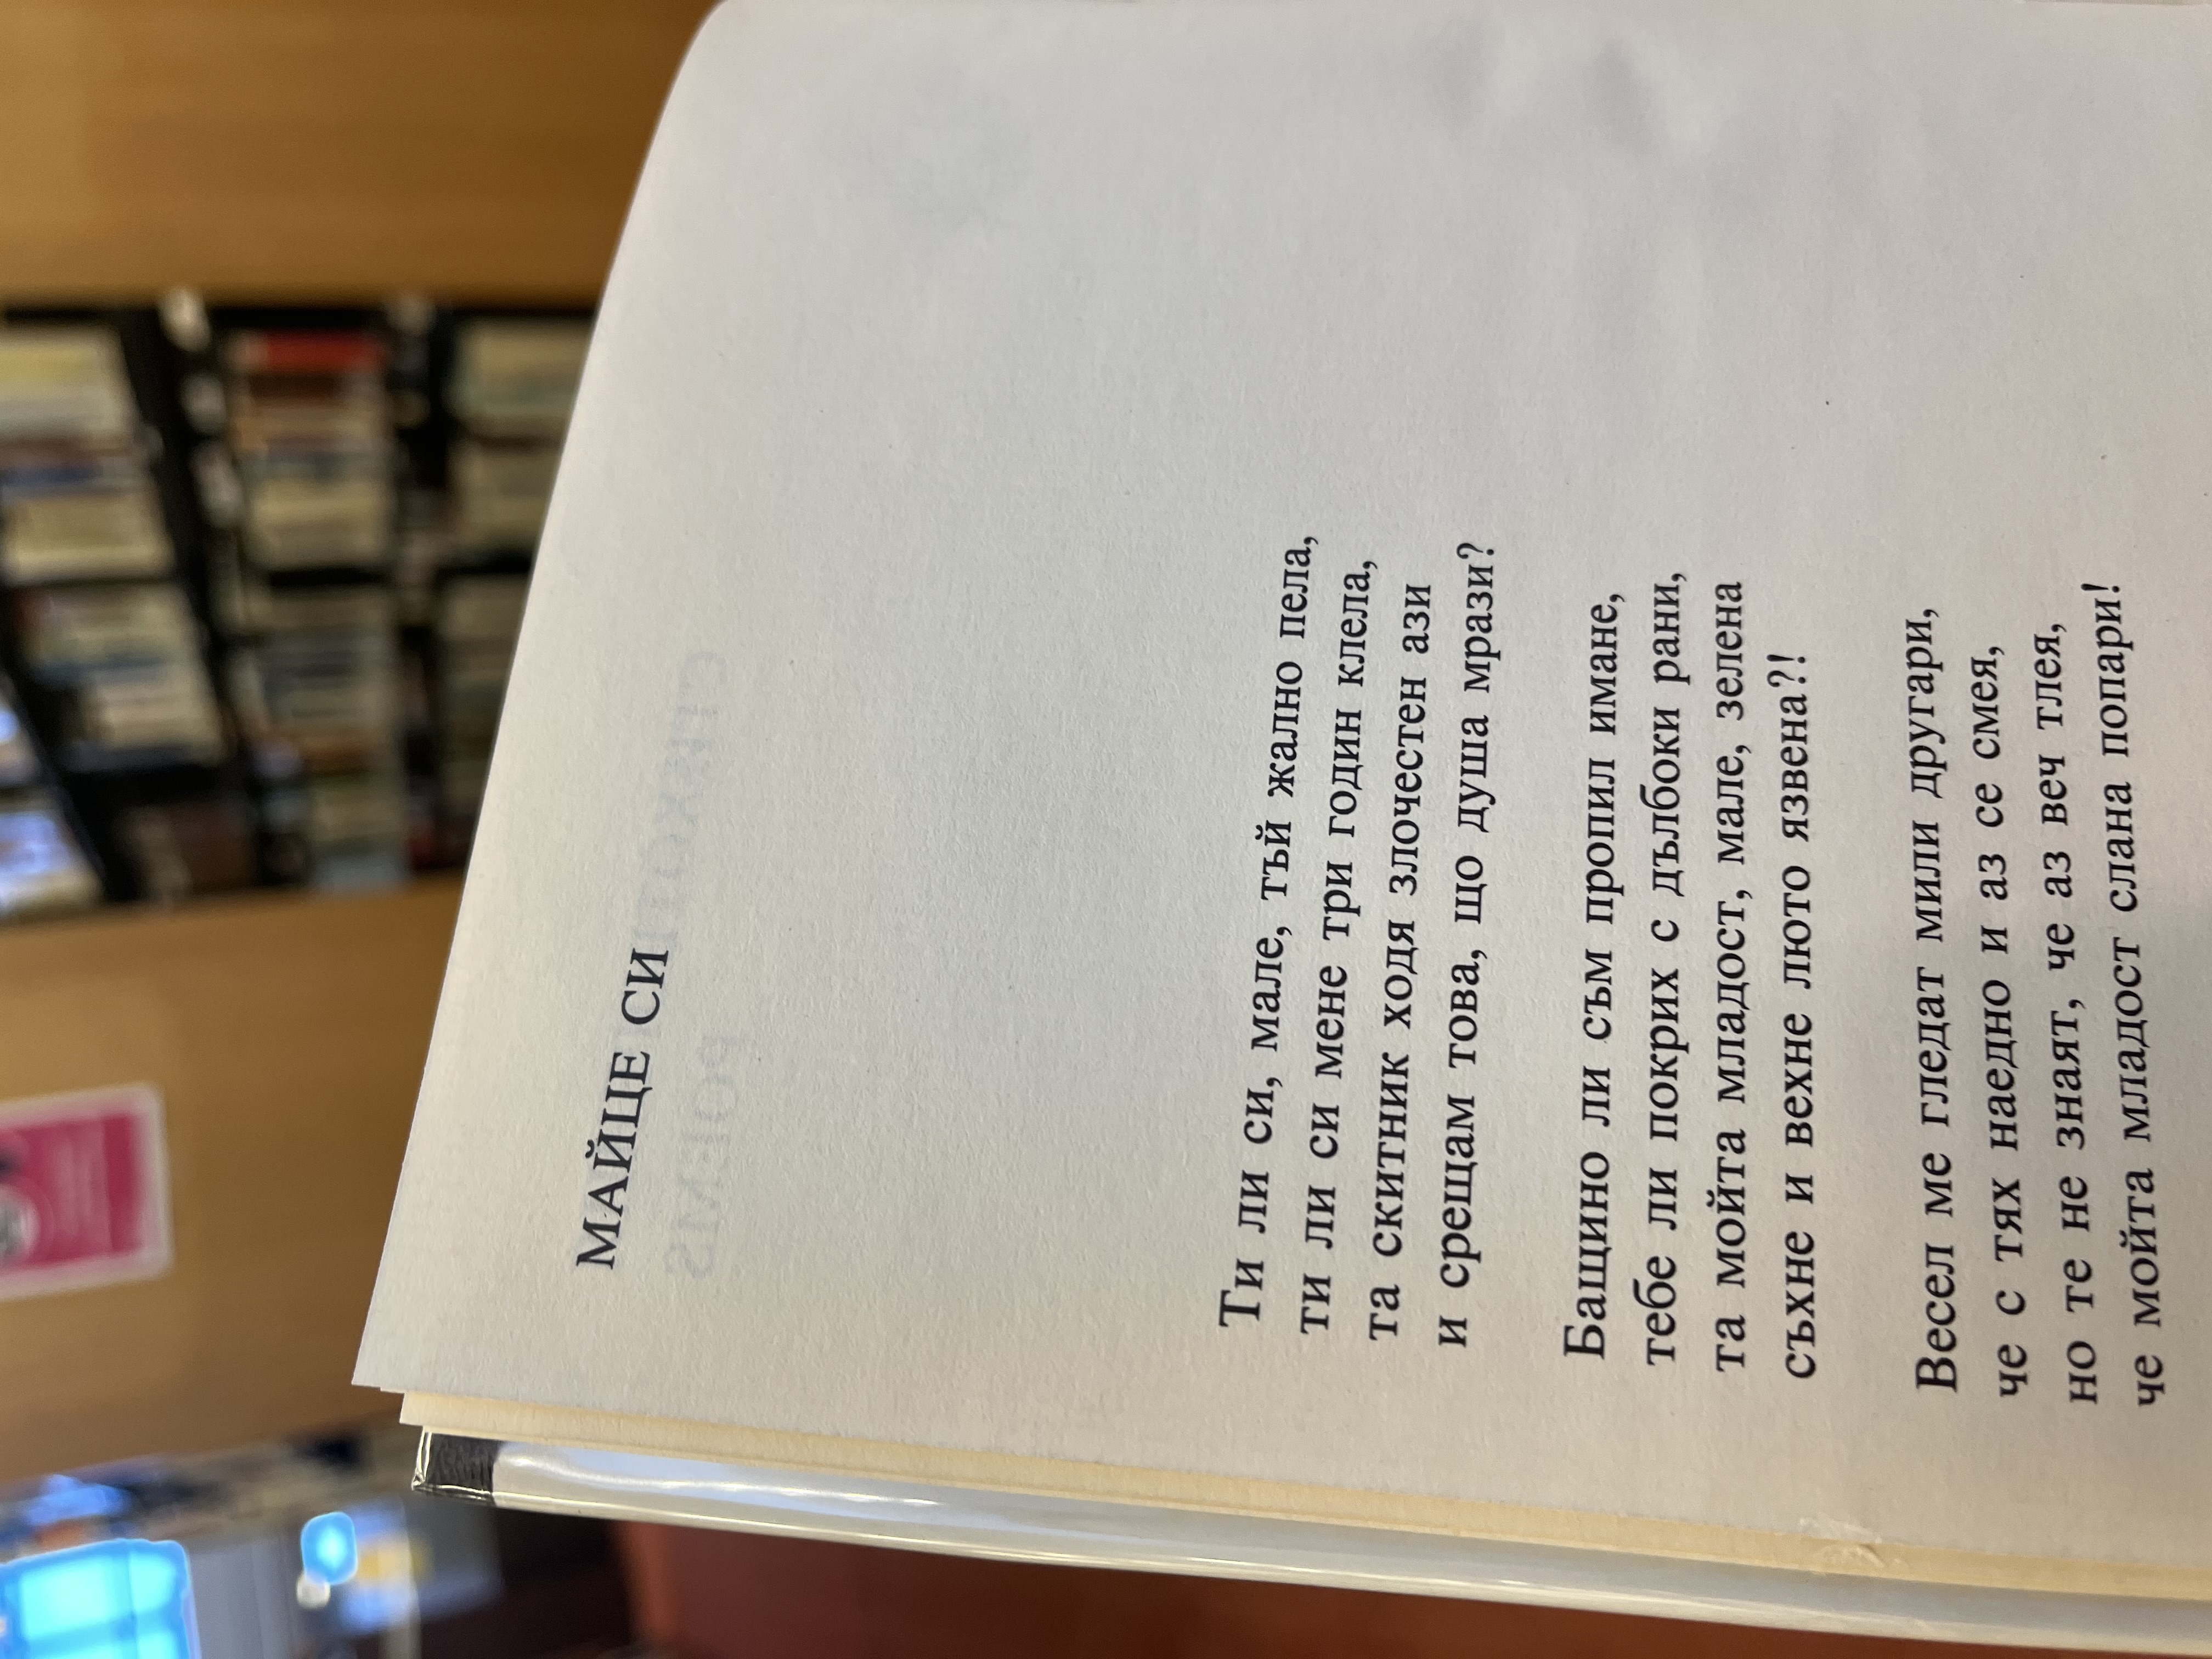 МАЙЦЕ СИ
Ти ли си, мале, тъй жално пела,
ти ли си мене три годин клела,
та скитник ходя злочестен ази
и срещам това, що душа мрази?
Бащино ли съм пропил имане,
тебе ли покрих с дълбоки рани,
та мойта младост, мале, зелена
съхне и вехне люто язвена?!
Весел ме гледат мили другари,
че с тях наедно и аз се смея,
но те не знаят, че аз веч тлея,
че мойта младост слана попари!